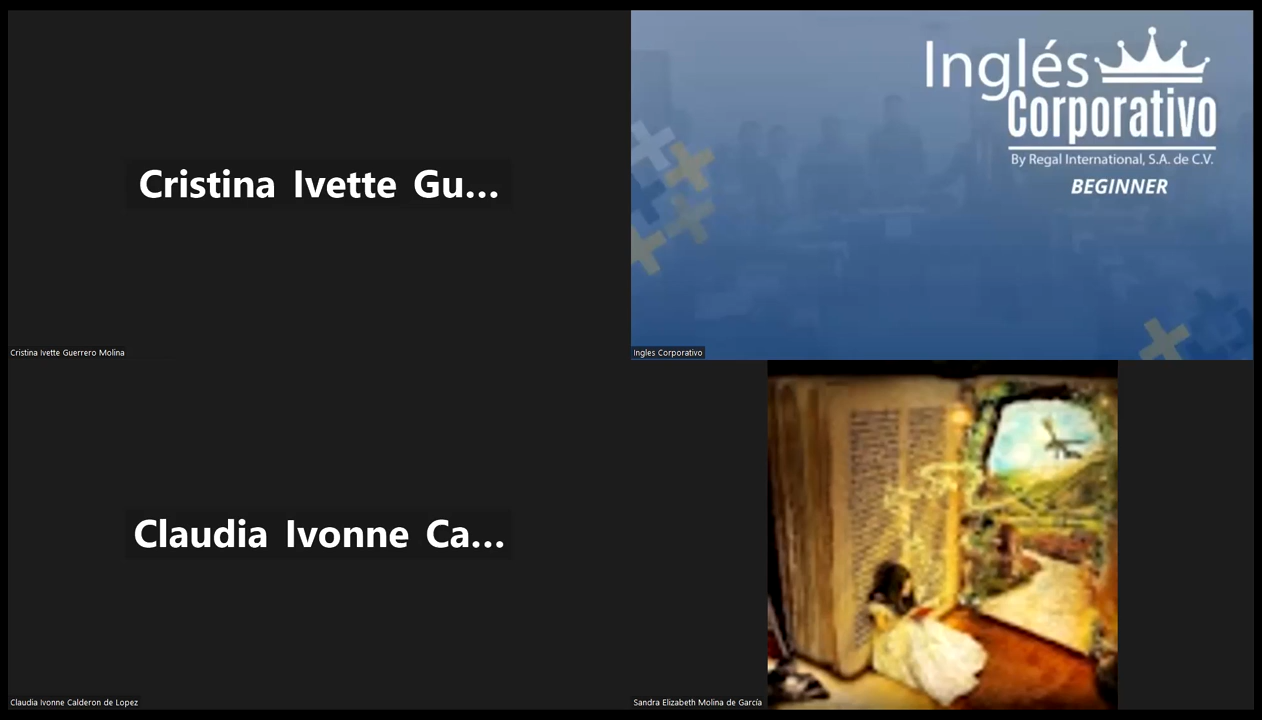 Cristina Ivette Gu...
Cristina Ivette Guerrero Molina
Inglés
Corporativo
By Regal International, S.A. de C.V.
BEGINNER
Ingles Corporativo
Claudia Ivonne Ca...
Claudia Ivonne Calderon de Lopez
Sandra Elizabeth Molina de García